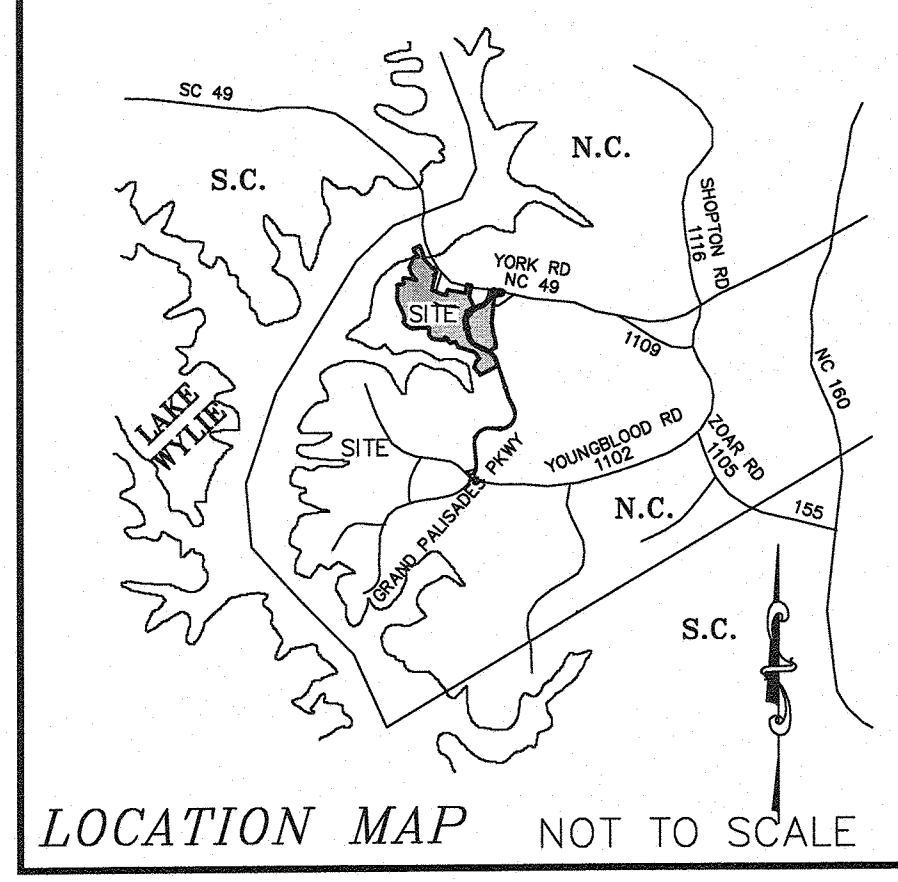 SC 49
N.C.
S.C.
SHOPTON RD
1116
YORK RD
NC 49
SITE
1109
NC 160
LAKE
WYLIE
SITE
YOUNGBLOOD RD
1102
ZOAR RD
1105
GRAND PALISADES PKWY
N.C.
155
S.C.
LOCATION MAP
NOT TO SCALE